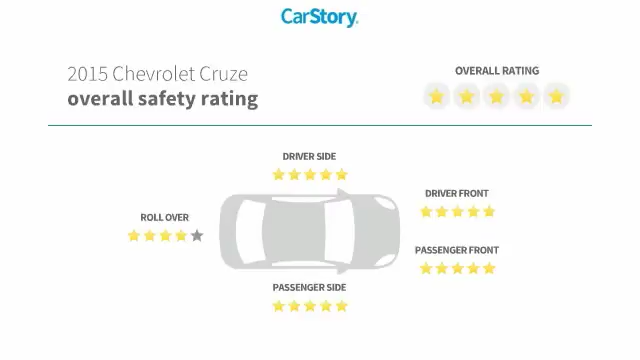 CarStory
2015 Chevrolet Cruze
overall safety rating
OVERALL RATING
DRIVER SIDE
DRIVER FRONT
ROLL OVER
PASSENGER FRONT
PASSENGER SIDE